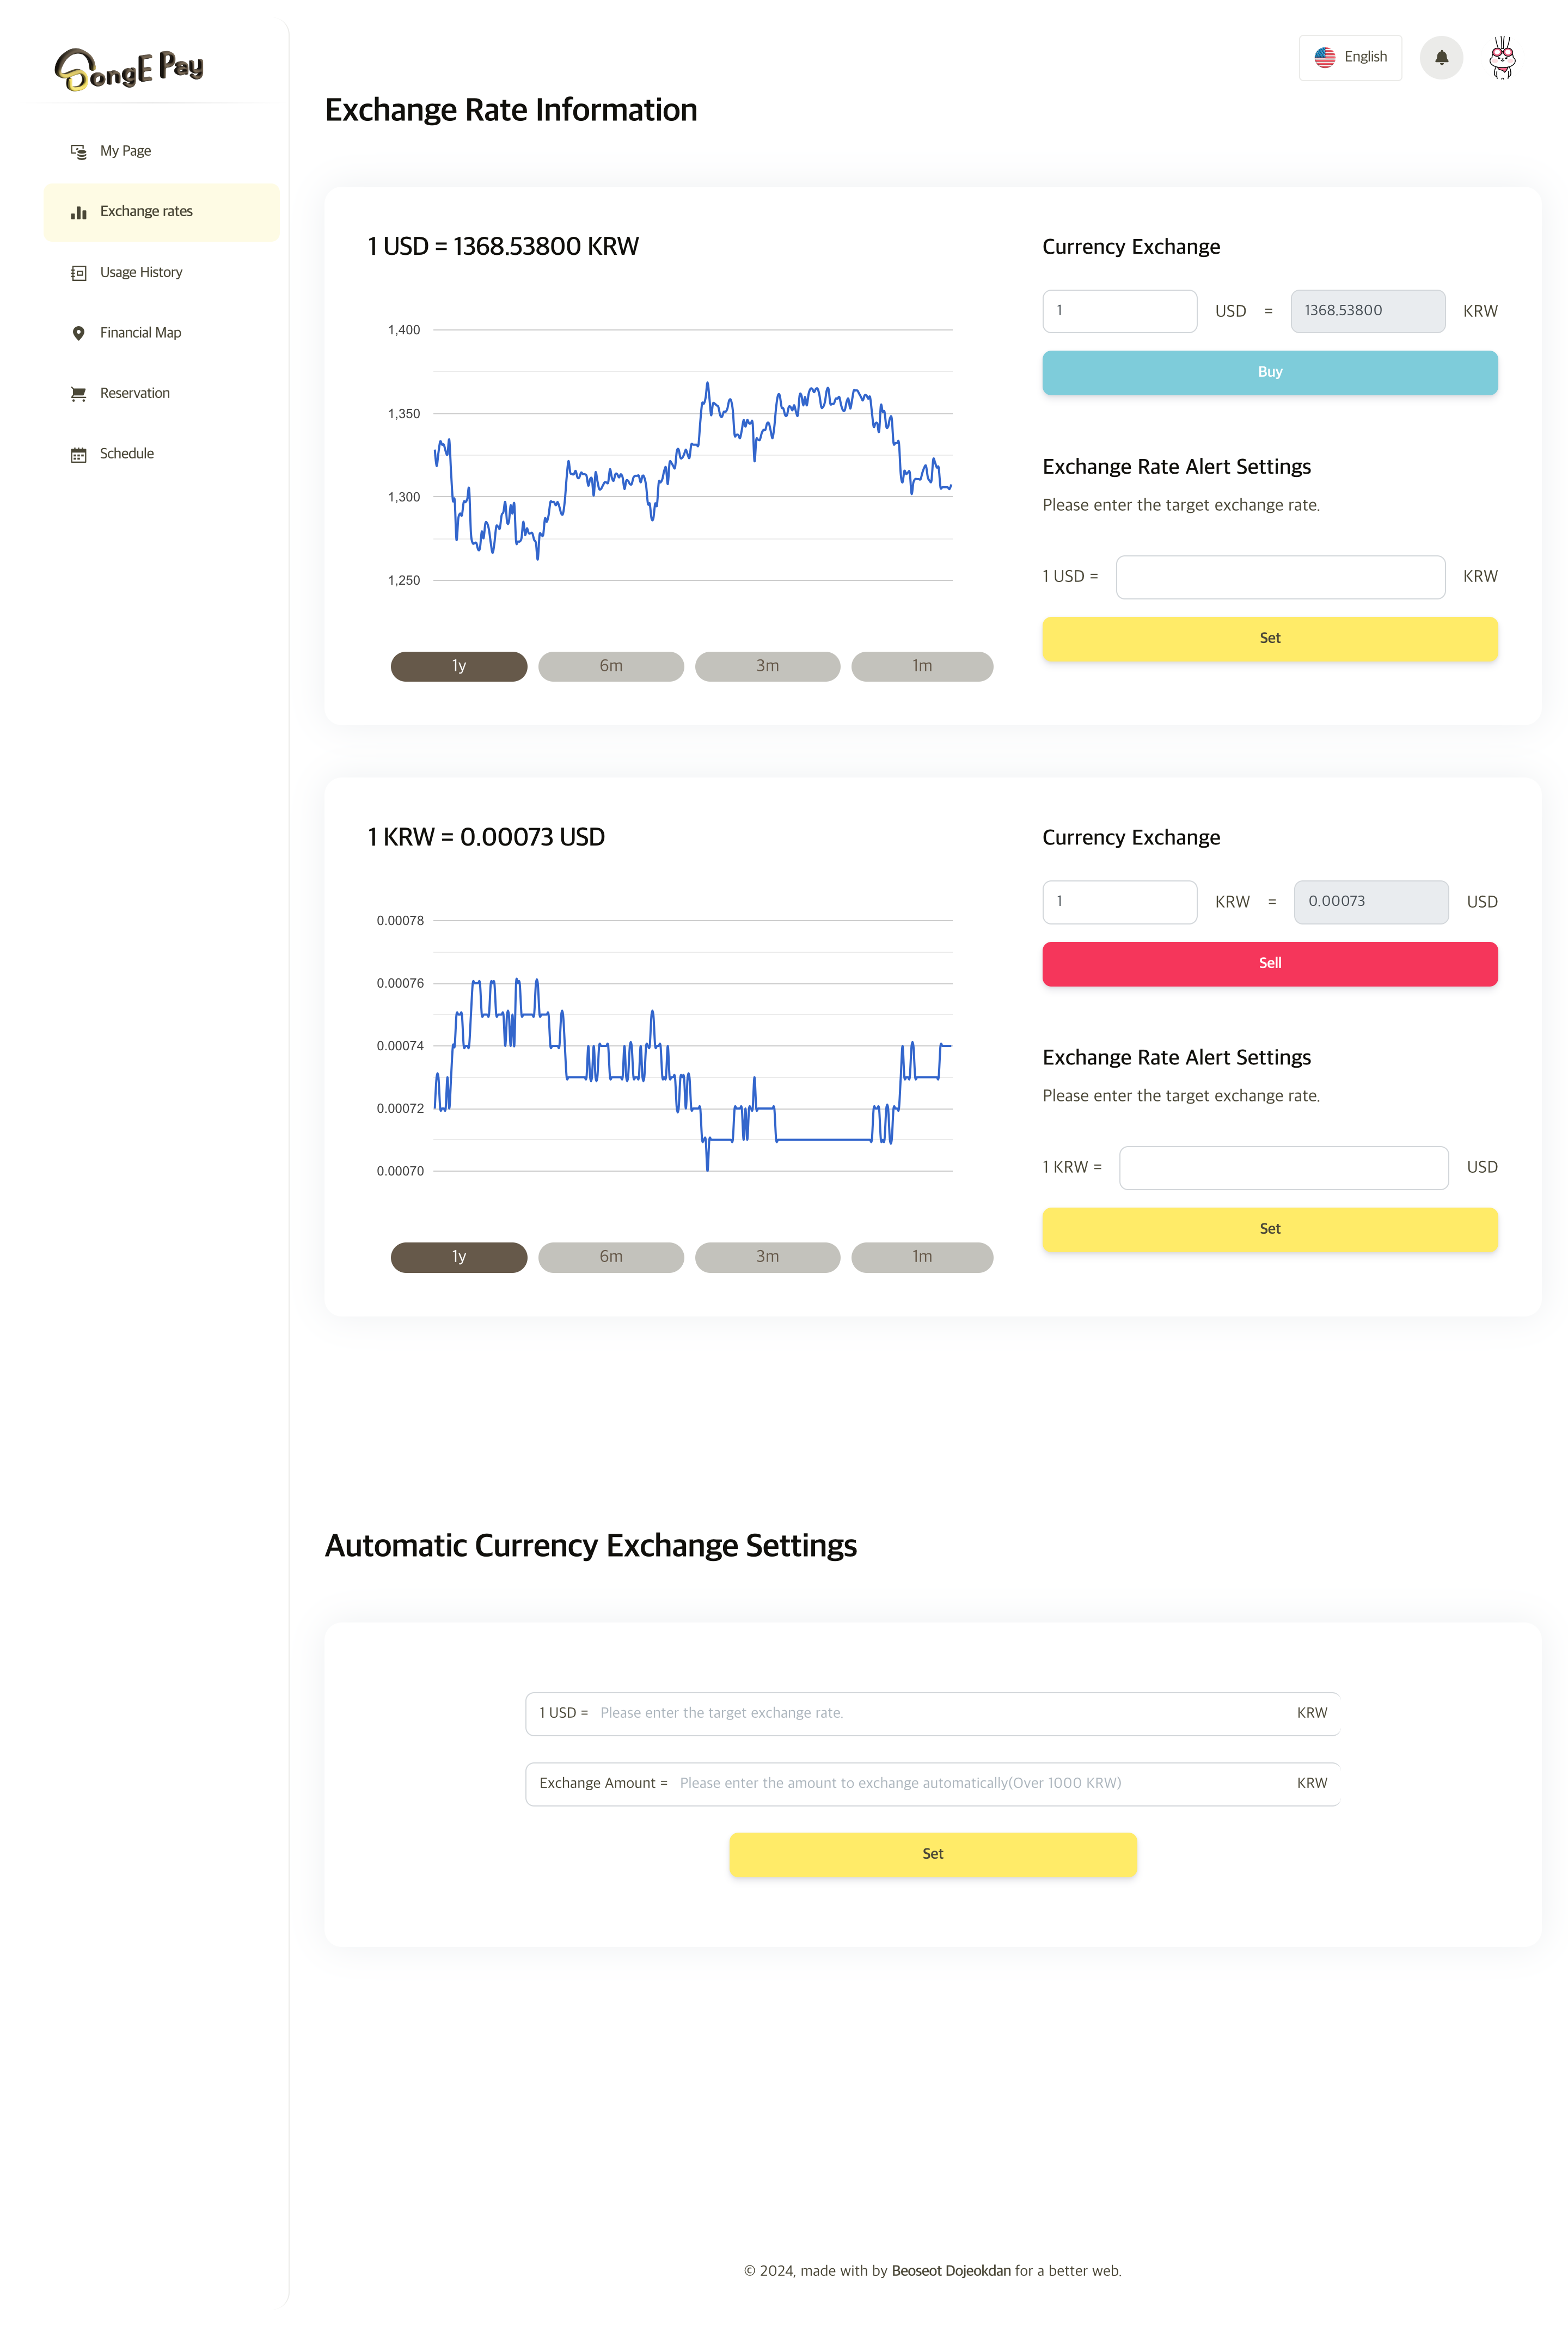 DongE Pay
English
Exchange Rate Information
My Page
Exchange rates
Usage History
Financial Map
Reservation
Schedule
1 USD = 1368.53800 KRW
1,400
1,350
1,300
1,250
1y 6m 3m 1m
Currency Exchange
1 USD = 1368.53800 KRW
Buy
Exchange Rate Alert Settings
Please enter the target exchange rate.
1 USD = KRW
Set
1 KRW = 0.00073 USD
0.00078
0.00076
0.00074
0.00072
0.00070
1y 6m 3m 1m
Currency Exchange
1 KRW = 0.00073 USD
Sell
Exchange Rate Alert Settings
Please enter the target exchange rate.
1 KRW = USD
Set
Automatic Currency Exchange Settings
1 USD = Please enter the target exchange rate. KRW
Exchange Amount = Please enter the amount to exchange automatically(Over 1000 KRW) KRW
Set
© 2024, made with by Beoseot Dojeokdan for a better web.